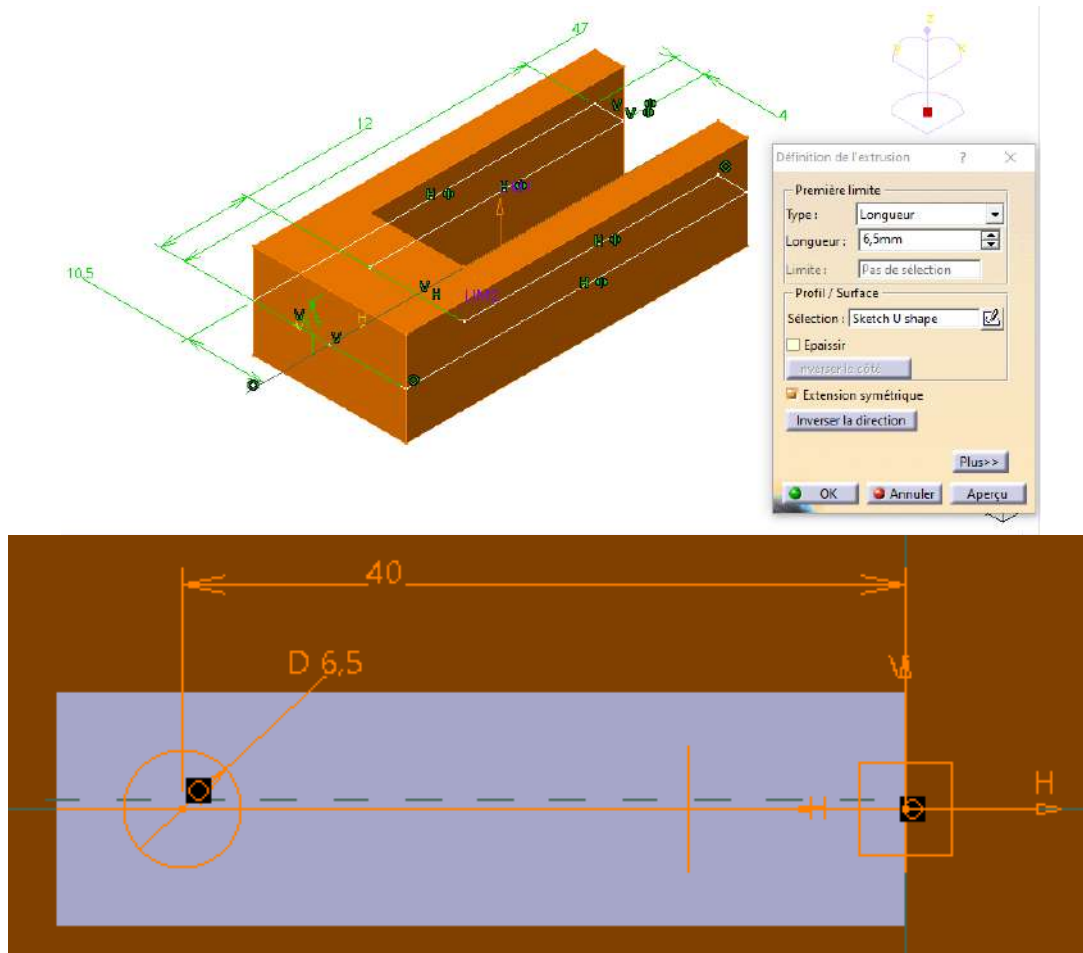 47
12
4
10,5
z
V
V
H
H
V
H
H
H
V
V
H
Définition de l'extrusion ? ×
Première limite
Type : Longueur
Longueur : 6,5mm
Limite : Pas de sélection
Profil / Surface
Sélection : Sketch U shape
Epaissir
Inverser le côté
Extension symétrique
Inverser la direction
Plus>>
OK Annuler Aperçu
40
D 6,5
V
H
H